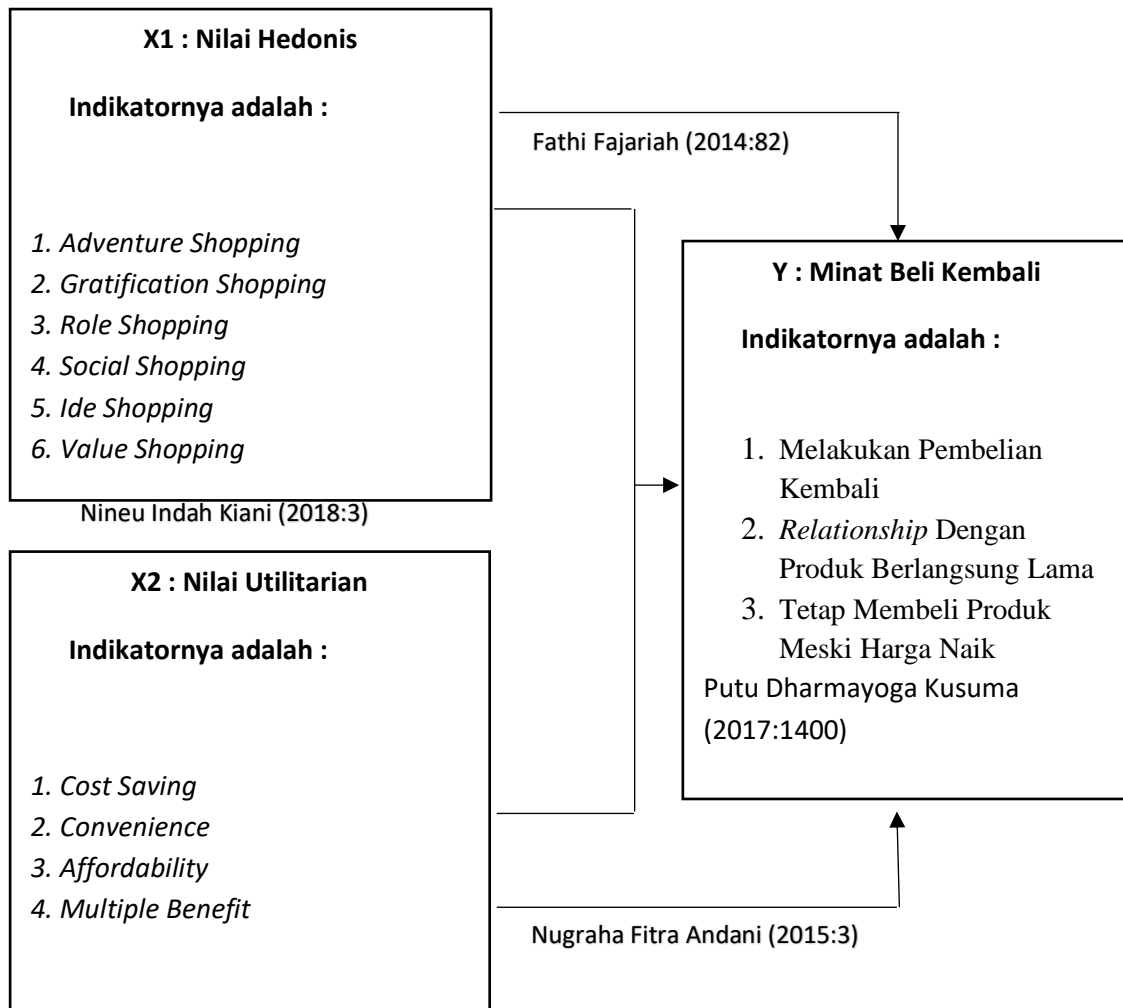 X1 : Nilai Hedonis
Indikatornya adalah :
1. Adventure Shopping
2. Gratification Shopping
3. Role Shopping
4. Social Shopping
5. Ide Shopping
6. Value Shopping
Nineu Indah Kiani (2018:3)
X2 : Nilai Utilitarian
Indikatornya adalah :
1. Cost Saving
2. Convenience
3. Affordability
4. Multiple Benefit
Fathi Fajariah (2014:82)
Y : Minat Beli Kembali
Indikatornya adalah :
1. Melakukan Pembelian
Kembali
2. Relationship Dengan
Produk Berlangsung Lama
3. Tetap Membeli Produk
Meski Harga Naik
Putu Dharmayoga Kusuma
(2017:1400)
Nugraha Fitra Andani (2015:3)